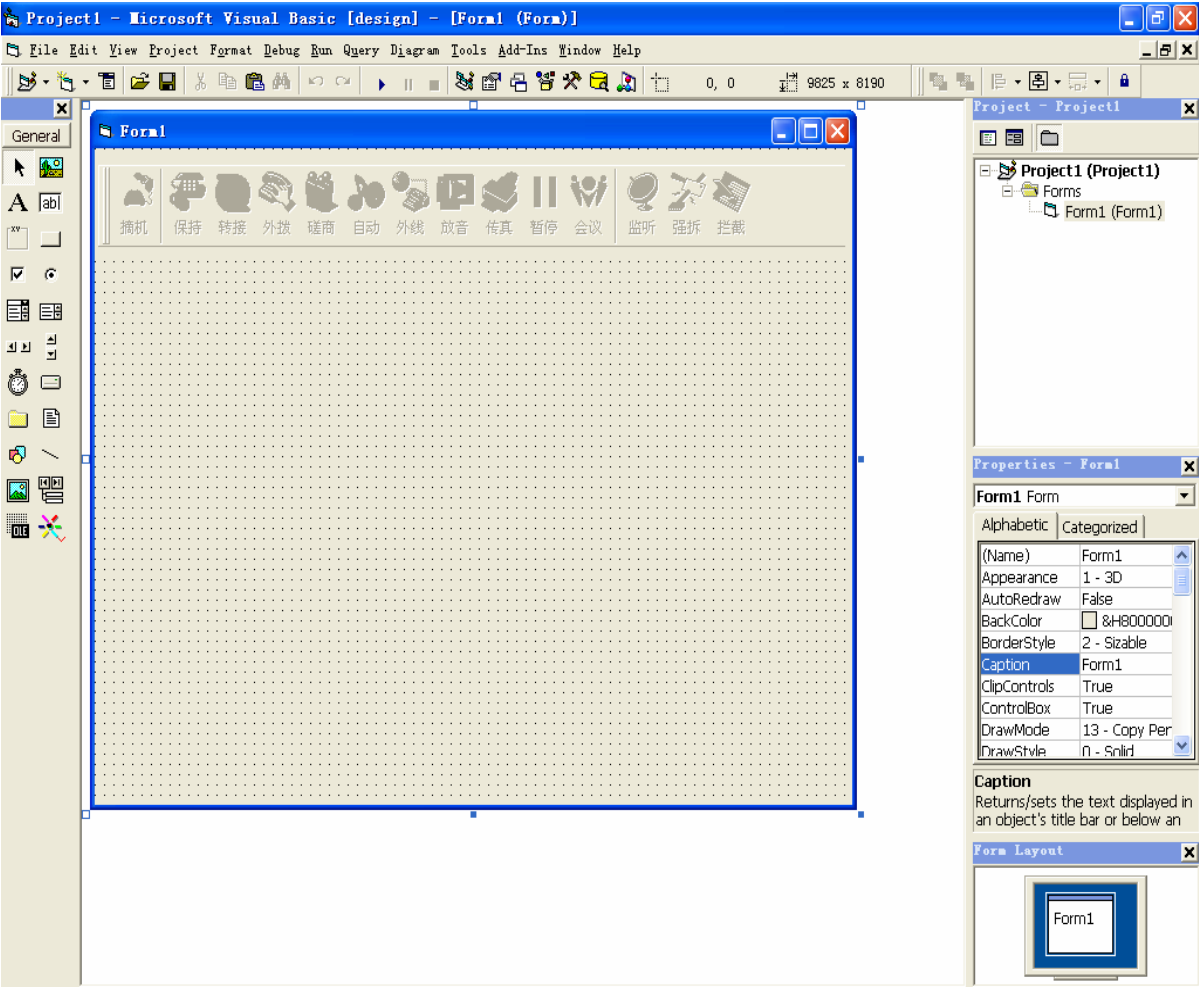 Project1 - Microsoft Visual Basic [design] - [Form1 (Form)]
File Edit View Project Format Debug Run Query Diagram Tools Add-Ins Window Help
0, 0 9825 x 8190
General
A ab|
xv
OLE
Form1
摘机 保持 转接 外拨 磋商 自动 外线 放音 传真 暂停 会议 监听 强拆 拦截
Project - Project1
Project1 (Project1)
Forms
Form1 (Form1)
Properties - Form1
Form1 Form
Alphabetic Categorized
(Name) Form1
Appearance 1 - 3D
AutoRedraw False
BackColor &H8000000
BorderStyle 2 - Sizable
Caption Form1
ClipControls True
ControlBox True
DrawMode 13 - Copy Per
DrawStyle 0 - Solid
Caption
Returns/sets the text displayed in
an object's title bar or below an
Form Layout
Form1